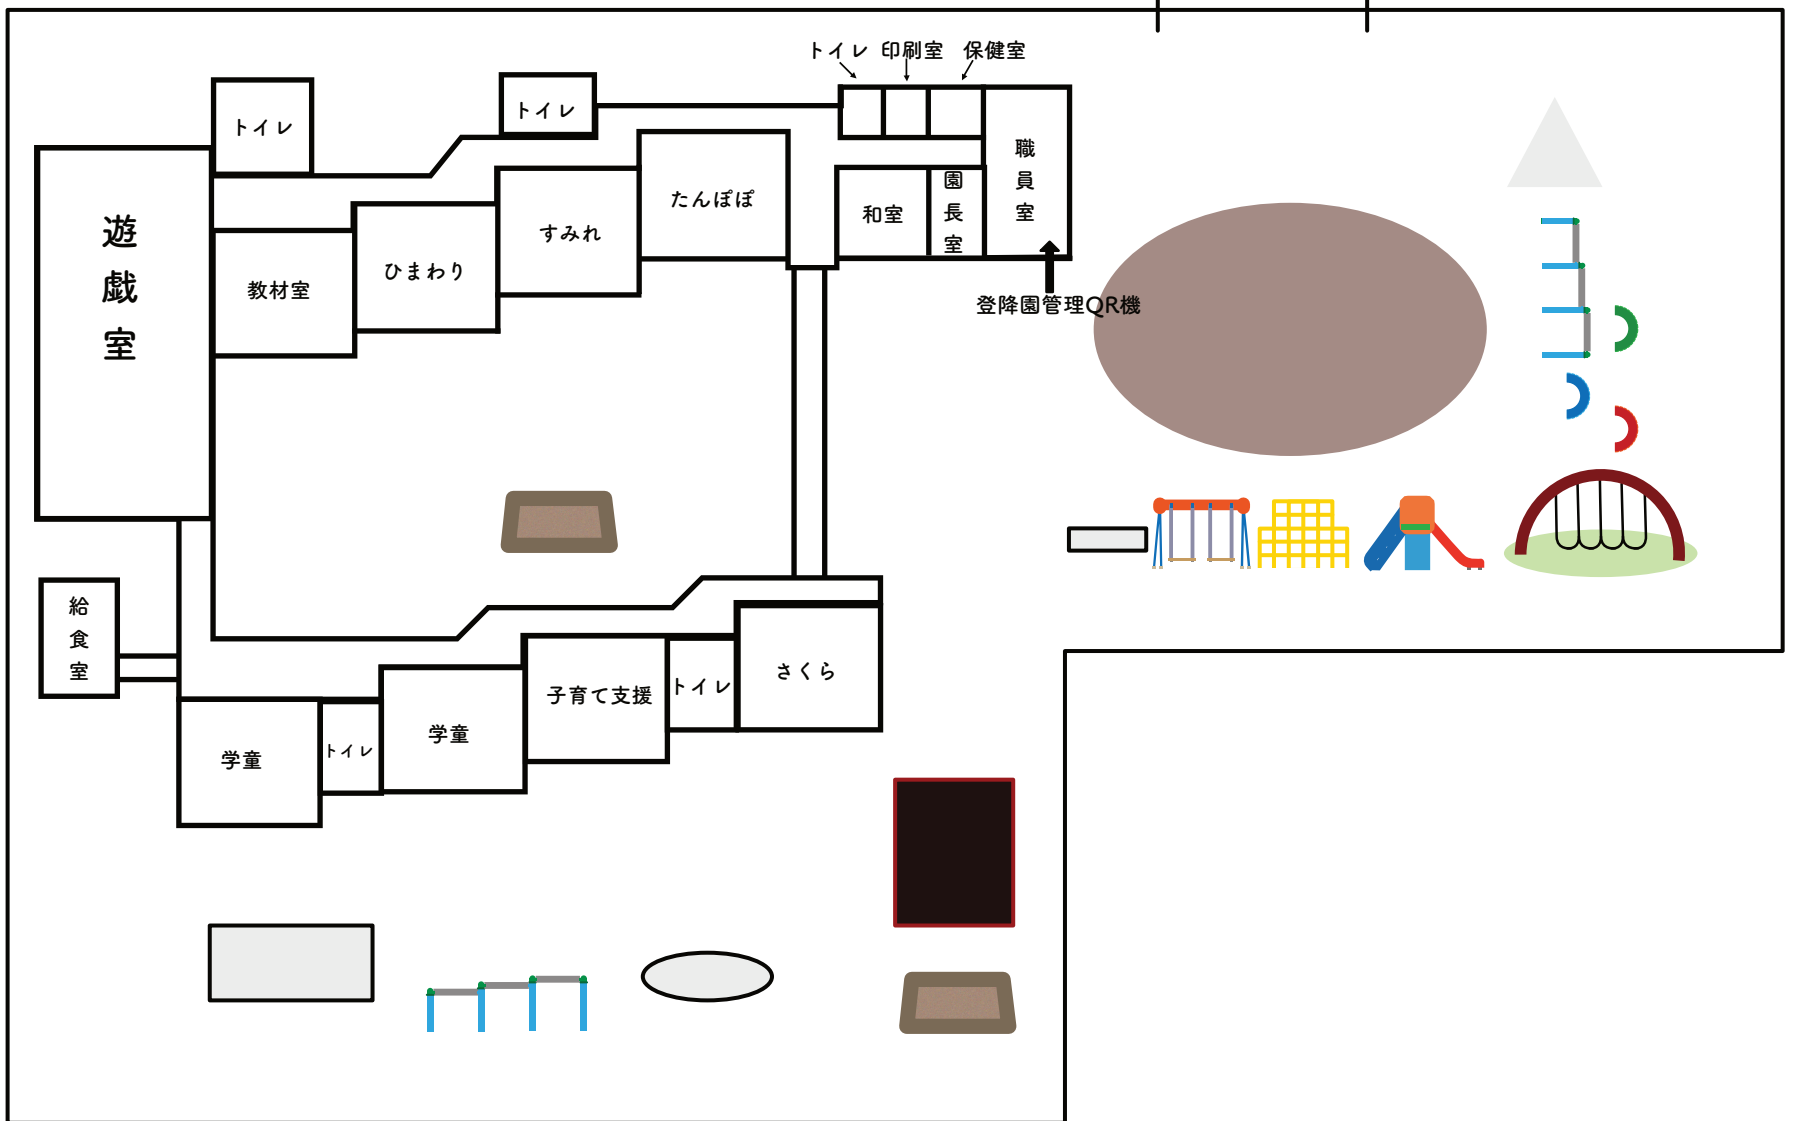 トイレ 印刷室 保健室
トイレ
トイレ
職員室
遊戯室
たんぽぽ
すみれ
和室
園長室
ひまわり
教材室
登降園管理QR機
給食室
さくら
トイレ
子育て支援
学童
トイレ
学童